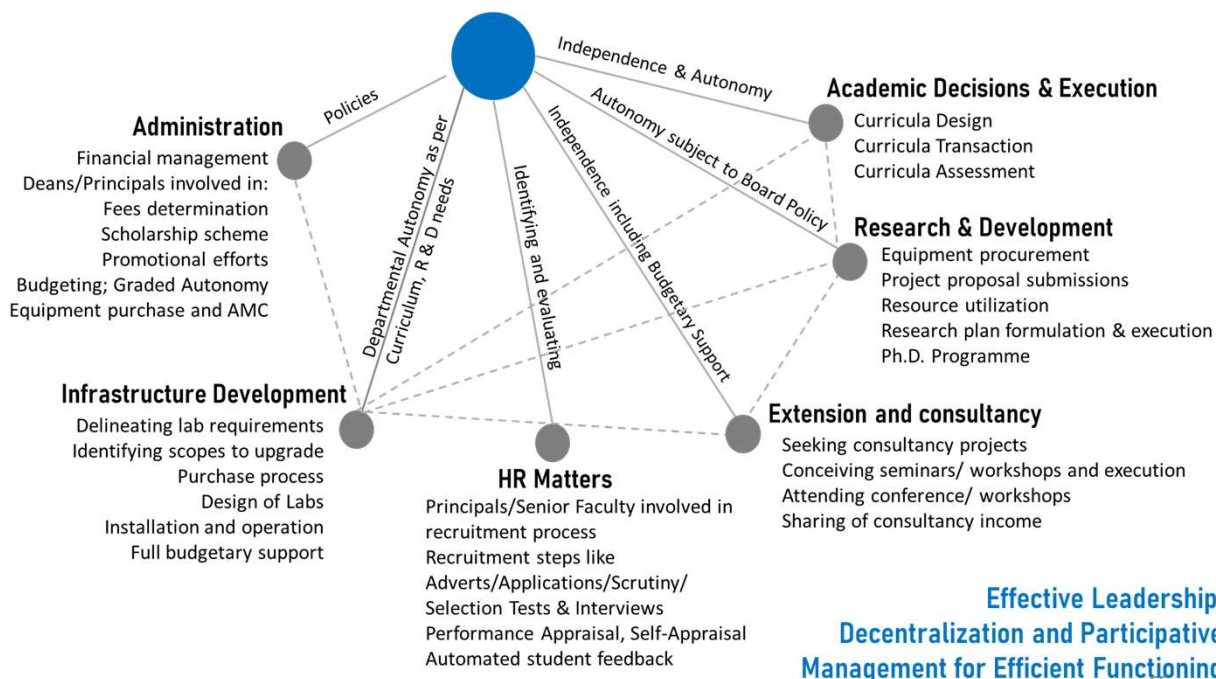 Policies
Independence & Autonomy
Autonomy subject to Board Policy
Independence including Budgetary Support
Identifying and evaluating
Departmental Autonomy as per
Curriculum, R & D needs
Administration
Financial management
Deans/Principals involved in:
Fees determination
Scholarship scheme
Promotional efforts
Budgeting; Graded Autonomy
Equipment purchase and AMC
Academic Decisions & Execution
Curricula Design
Curricula Transaction
Curricula Assessment
Research & Development
Equipment procurement
Project proposal submissions
Resource utilization
Research plan formulation & execution
Ph.D. Programme
Infrastructure Development
Delineating lab requirements
Identifying scopes to upgrade
Purchase process
Design of Labs
Installation and operation
Full budgetary support
HR Matters
Principals/Senior Faculty involved in
recruitment process
Recruitment steps like
Adverts/Applications/Scrutiny/
Selection Tests & Interviews
Performance Appraisal, Self-Appraisal
Automated student feedback
Extension and consultancy
Seeking consultancy projects
Conceiving seminars/ workshops and execution
Attending conference/ workshops
Sharing of consultancy income
Effective Leadership
Decentralization and Participative
Management for Efficient Functioning